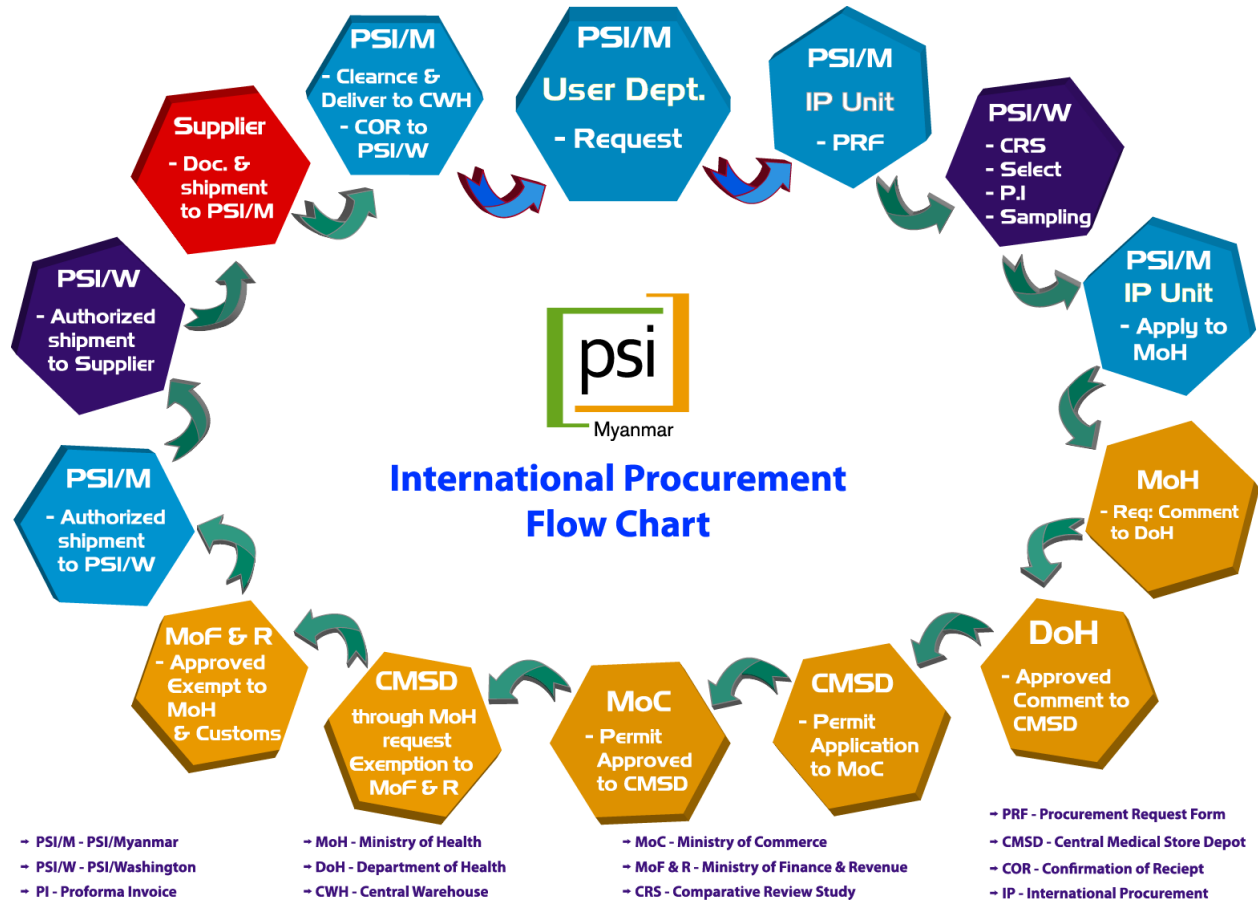 PSI/M
User Dept.
- Request
PSI/M
IP Unit
- PRF
PSI/W
- CRS
- Select
- P.I
- Sampling
PSI/M
IP Unit
- Apply to
MoH
MoH
- Req: Comment
to DoH
DoH
- Approved
Comment to
CMSD
CMSD
- Permit
Application
to MoC
MoC
- Permit
Approved
to CMSD
CMSD
through MoH
request
Exemption to
MoF & R
MoF & R
- Approved
Exempt to
MoH
& Customs
PSI/M
- Authorized
shipment
to PSI/W
PSI/W
- Authorized
shipment
to Supplier
Supplier
- Doc. &
shipment
to PSI/M
PSI/M
- Clearnce &
Deliver to CWH
- COR to
PSI/W
psi
Myanmar
International Procurement
Flow Chart
→ PSI/M - PSI/Myanmar
→ PSI/W - PSI/Washington
→ PI - Proforma Invoice
→ MoH - Ministry of Health
→ DoH - Department of Health
→ CWH - Central Warehouse
→ MoC - Ministry of Commerce
→ MoF & R - Ministry of Finance & Revenue
→ CRS - Comparative Review Study
→ PRF - Procurement Request Form
→ CMSD - Central Medical Store Depot
→ COR - Confirmation of Reciept
→ IP - International Procurement